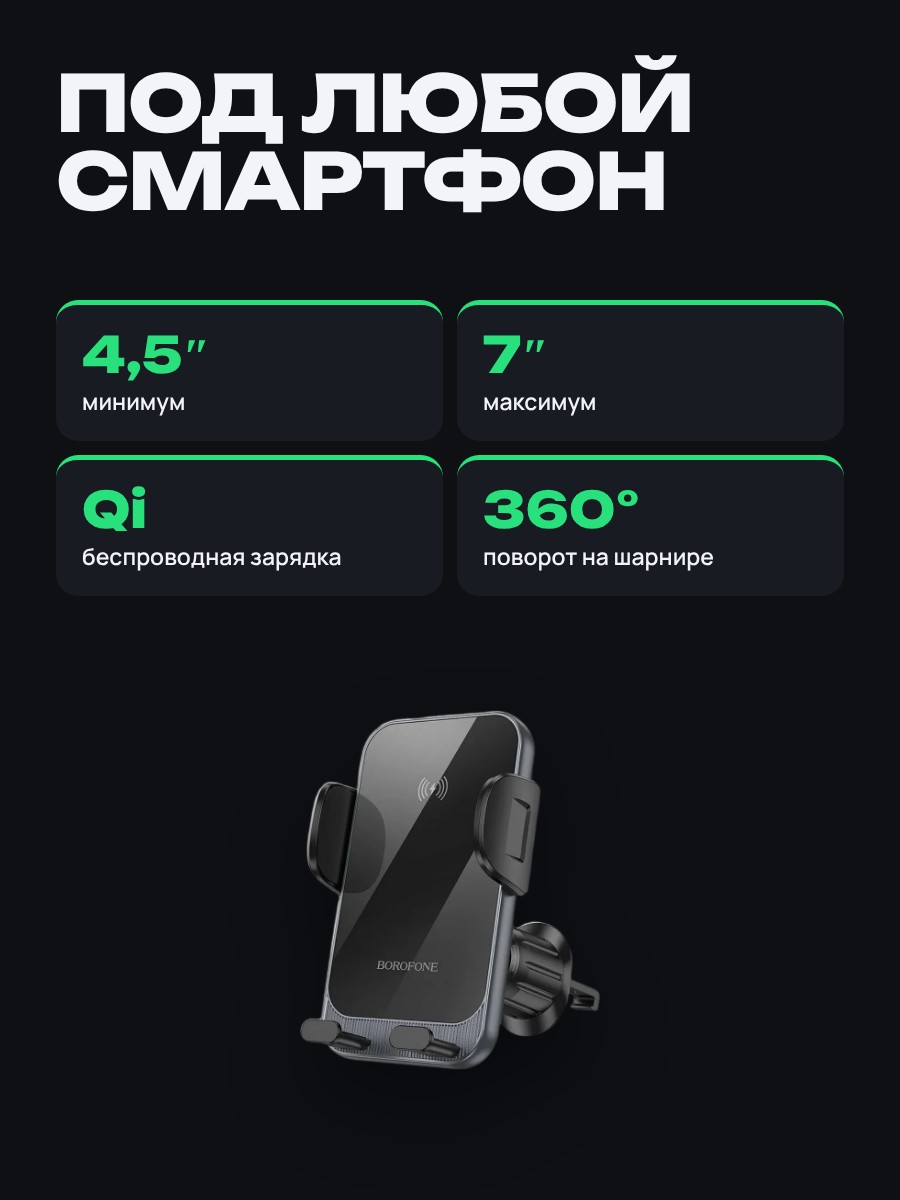 ПОД ЛЮБОЙ
СМАРТФОН
4,5″
минимум
7″
максимум
Qi
беспроводная зарядка
360°
поворот на шарнире
BOROFONE